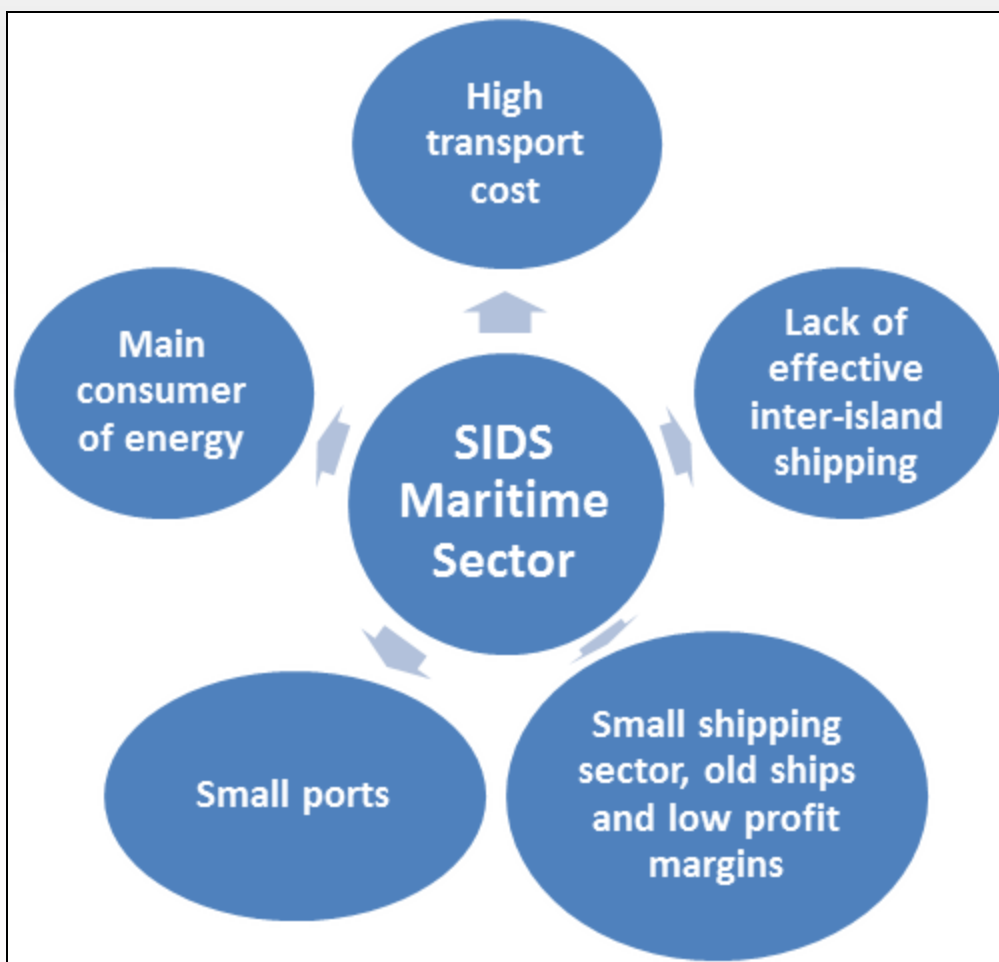 High
transport
cost
Main
consumer
of energy
Lack of
effective
inter-island
shipping
SIDS
Maritime
Sector
Small ports
Small shipping
sector, old ships
and low profit
margins